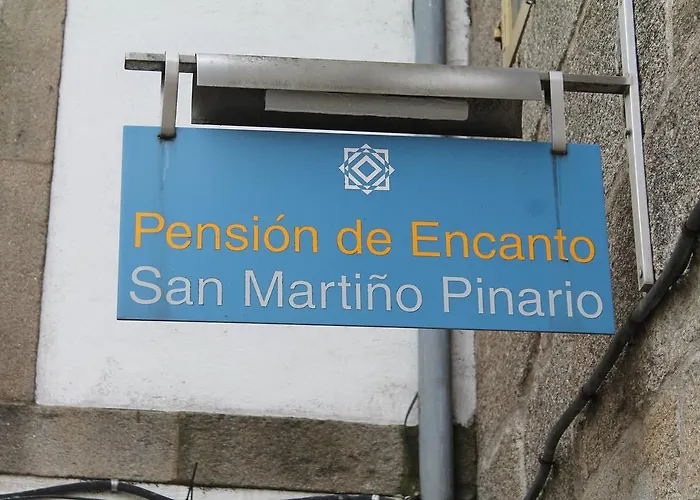 Pensión de Encanto
San Martiño Pinario